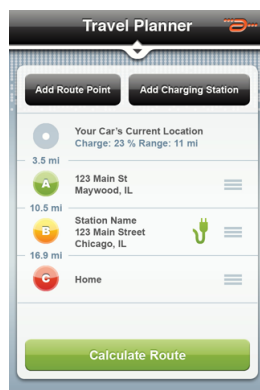 Travel Planner
Add Route Point
Add Charging Station
Your Car's Current Location
Charge: 23 % Range: 11 mi
3.5 mi
A
123 Main St
Maywood, IL
10.5 mi
B
Station Name
123 Main Street
Chicago, IL
16.9 mi
C
Home
Calculate Route